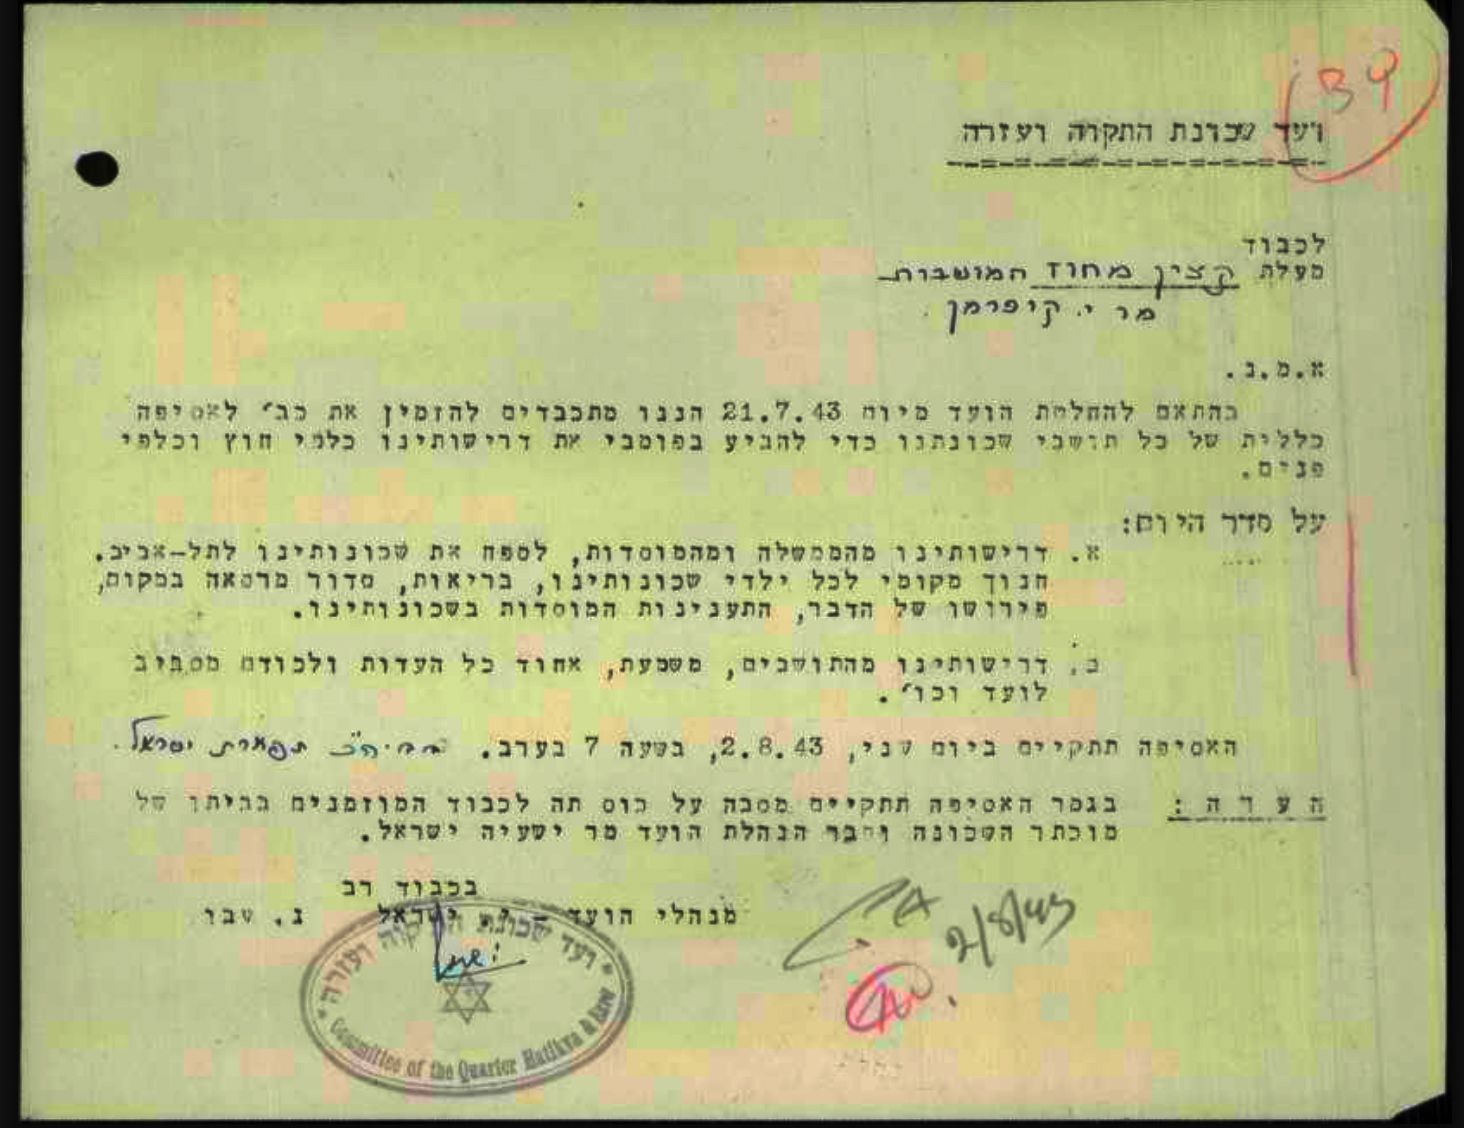 39
ועד שכונת התקוה ועזרה
לכבוד
מעלת קצין מחוז המושבות
מר י. קיפרמן
א.מ.נ.
בהתאם להחלטת הועד מיום 21.7.43 הננו מתכבדים להזמין את כב' לאסיפה
כללית של כל תושבי שכונתנו כדי להביע בפומבי את דרישותינו כלפי חוץ וכלפי
פנים.
על סדר היום:
א. דרישותינו מהממשלה ומהמוסדות, לספח את שכונותינו לתל-אביב.
חנוך מקומי לכל ילדי שכונותינו, בריאות, סדור מרפאה במקום,
פירושו של הדבר, התענינות המוסדות בשכונותינו.
ב. דרישותינו מהתושבים, משמעת, אחוד כל העדות ולכודם מסביב
לועד וכו'.
האסיפה תתקיים ביום שני, 2.8.43, בשעה 7 בערב. תפארת ישראל.
ה ע ר ה : בגמר האסיפה תתקיים מסבה על כוס תה לכבוד המוזמנים בביתו של
מוכתר השכונה וחבר הנהלת הועד מר ישעיה ישראל.
בכבוד רב
מנהלי הועד - י. ישראל נ. שבו
ועד שכונת התקוה ועזרה
Committee of the Quarter Hatikva & Ezra
2/8/43